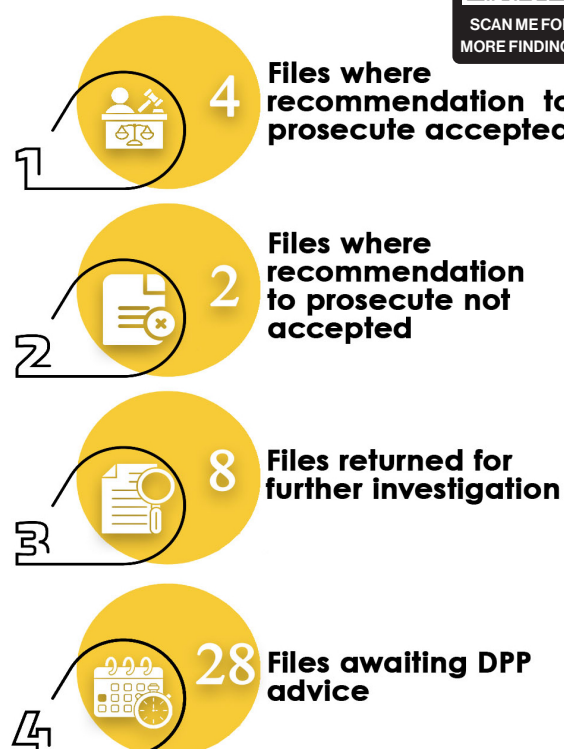 SCAN ME FOR
MORE FINDING
1
4
Files where
recommendation to
prosecute accepted
2
2
Files where
recommendation
to prosecute not
accepted
3
8
Files returned for
further investigation
4
28
Files awaiting DPP
advice